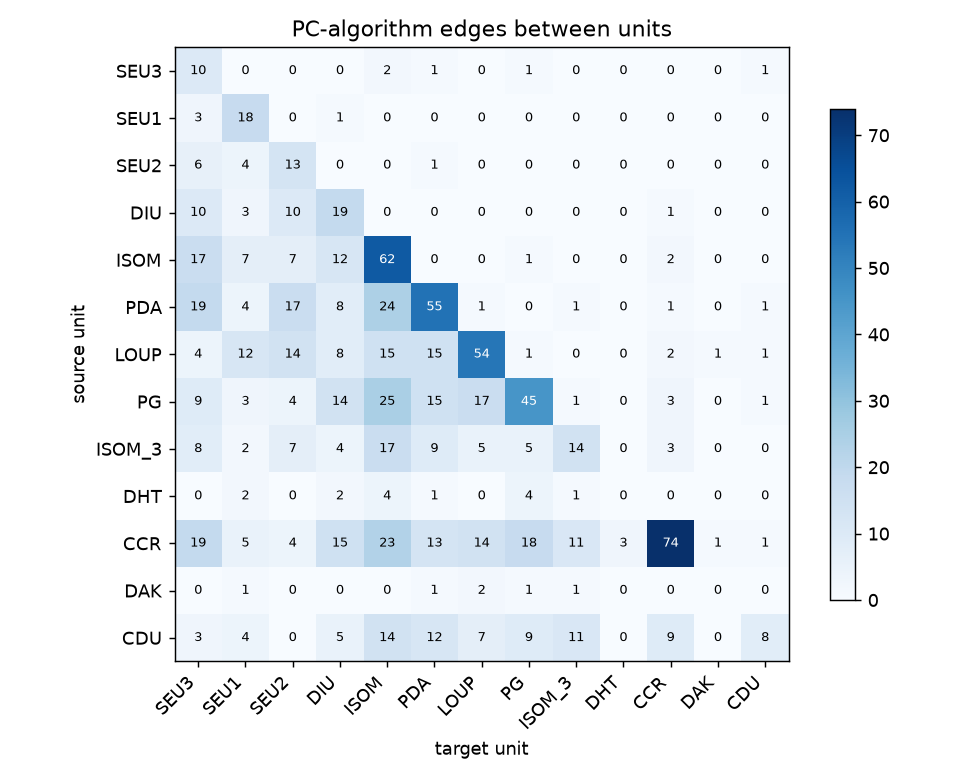 PC-algorithm edges between units
SEU3 10 0 0 0 2 1 0 1 0 0 0 0 1
SEU1 3 18 0 1 0 0 0 0 0 0 0 0 0
SEU2 6 4 13 0 0 1 0 0 0 0 0 0 0
DIU 10 3 10 19 0 0 0 0 0 0 1 0 0
ISOM 17 7 7 12 62 0 0 1 0 0 2 0 0
PDA 19 4 17 8 24 55 1 0 1 0 1 0 1
LOUP 4 12 14 8 15 15 54 1 0 0 2 1 1
PG 9 3 4 14 25 15 17 45 1 0 3 0 1
ISOM_3 8 2 7 4 17 9 5 5 14 0 3 0 0
DHT 0 2 0 2 4 1 0 4 1 0 0 0 0
CCR 19 5 4 15 23 13 14 18 11 3 74 1 1
DAK 0 1 0 0 0 1 2 1 1 0 0 0 0
CDU 3 4 0 5 14 12 7 9 11 0 9 0 8
SEU3 SEU1 SEU2 DIU ISOM PDA LOUP PG ISOM_3 DHT CCR DAK CDU
target unit
source unit
70
60
50
40
30
20
10
0